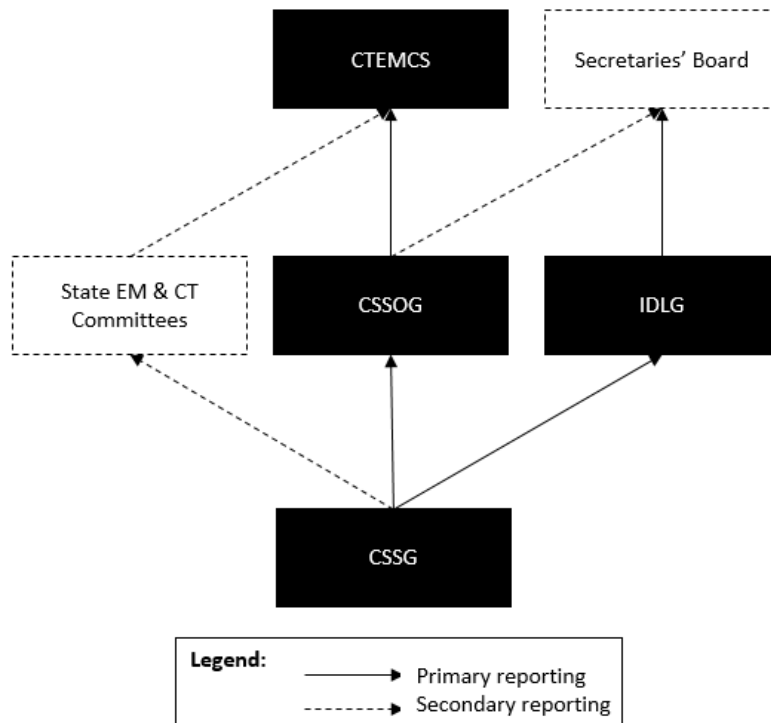 CTEMCS
Secretaries’ Board
State EM & CT
Committees
CSSOG
IDLG
CSSG
Legend:
Primary reporting
Secondary reporting